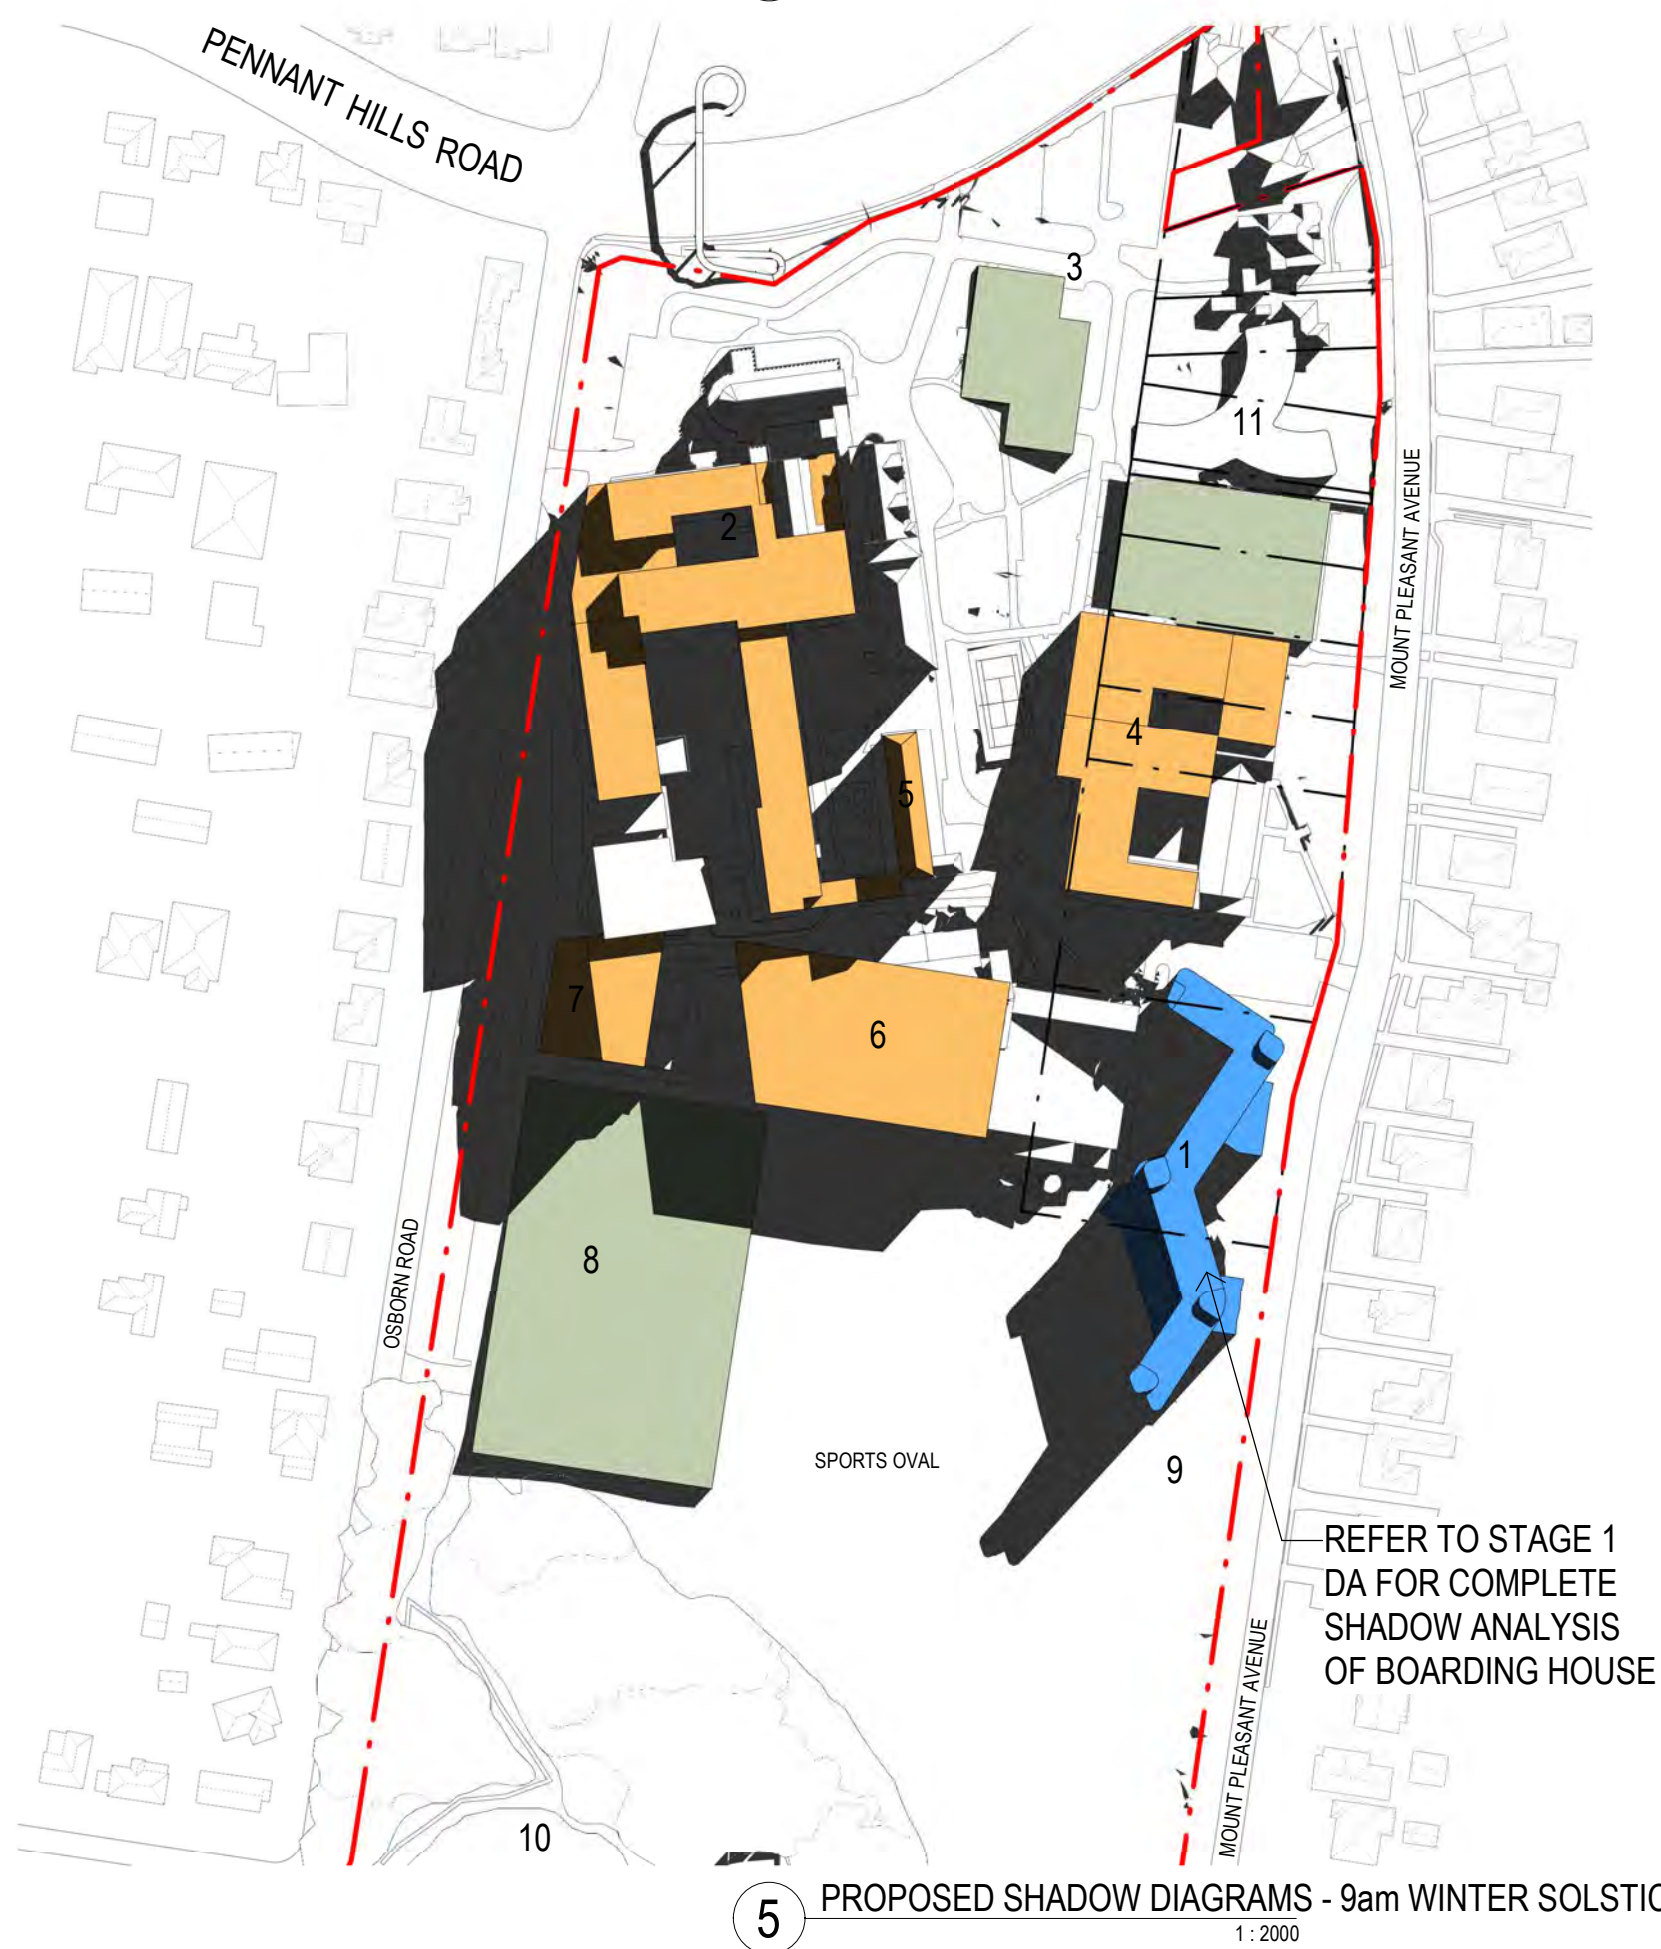 PENNANT HILLS ROAD
3
11
MOUNT PLEASANT AVENUE
2
4
5
7
6
1
8
OSBORN ROAD
SPORTS OVAL
9
REFER TO STAGE 1
DA FOR COMPLETE
SHADOW ANALYSIS
OF BOARDING HOUSE
MOUNT PLEASANT AVENUE
10
5
PROPOSED SHADOW DIAGRAMS - 9am WINTER SOLSTIC
1 : 2000